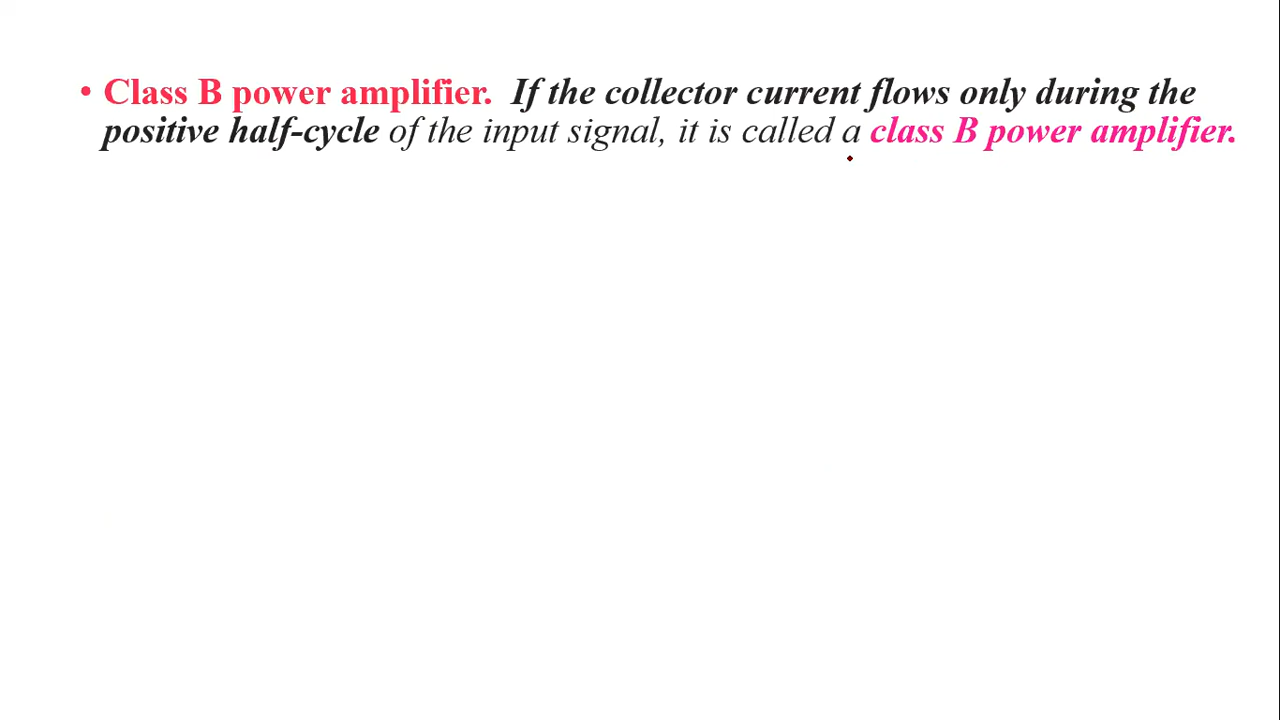 • Class B power amplifier. If the collector current flows only during the
positive half-cycle of the input signal, it is called a class B power amplifier.